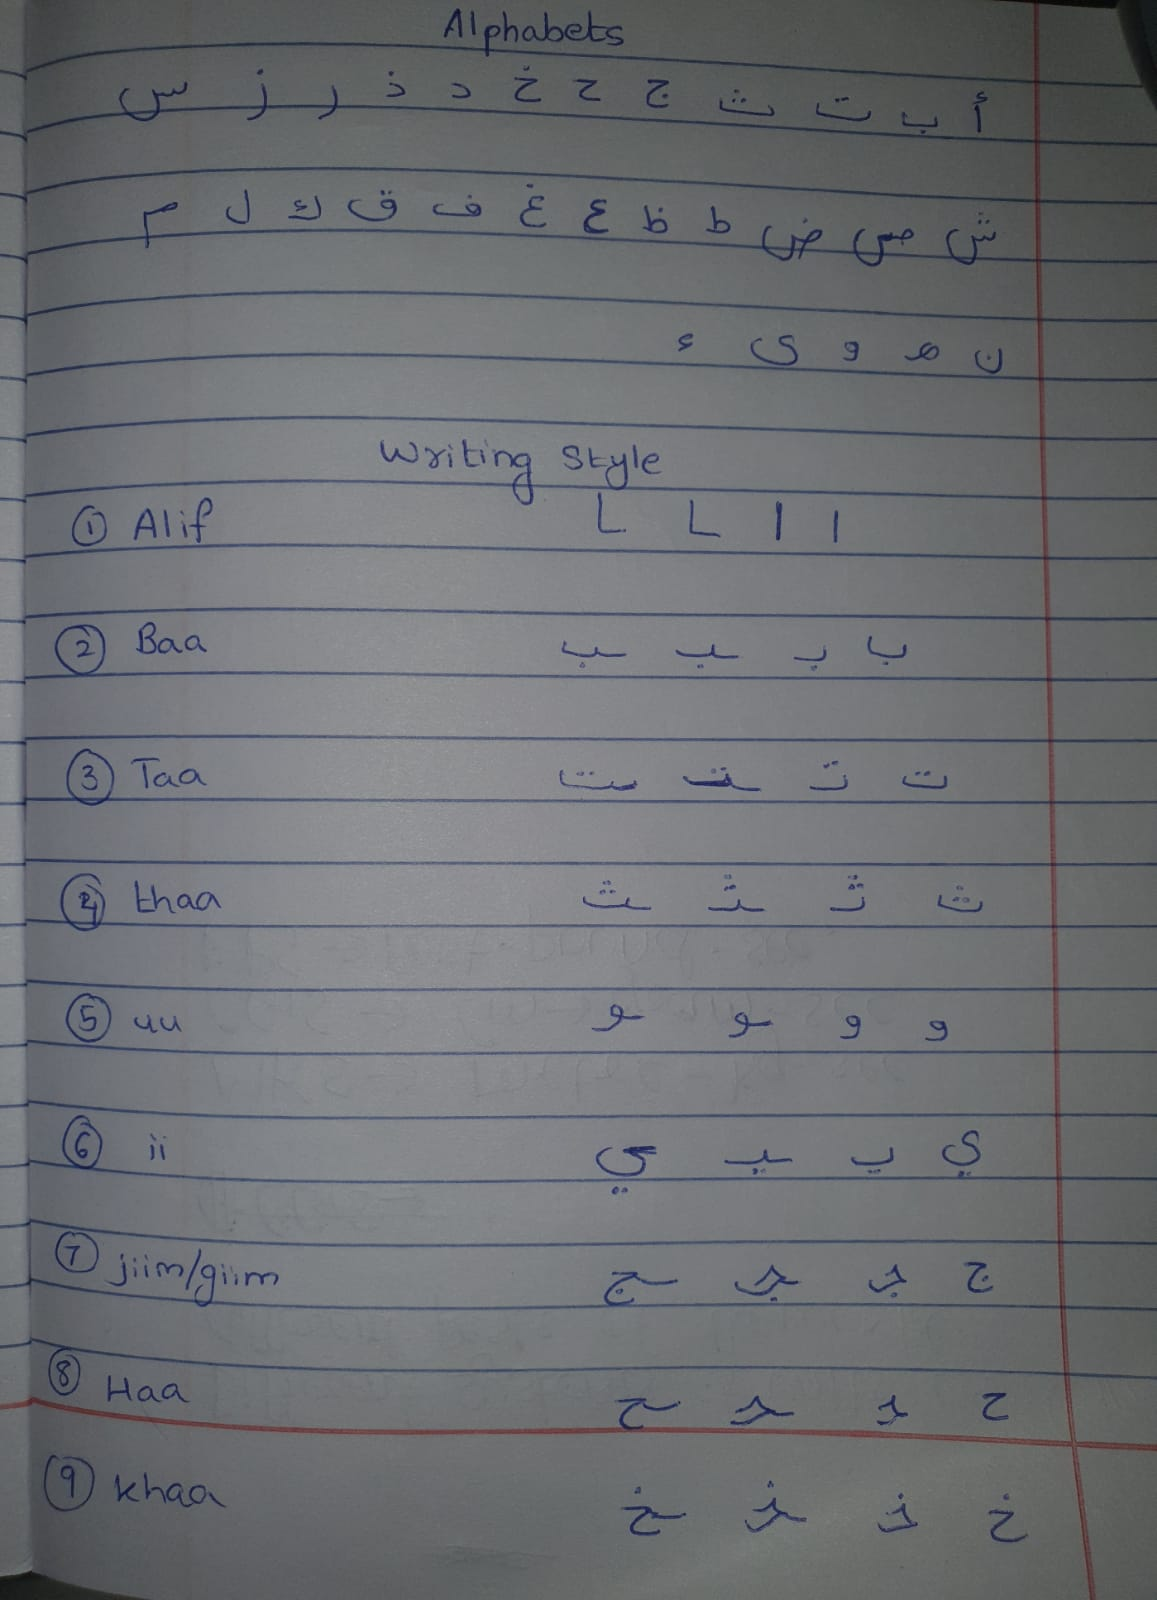 Alphabets
أ ب ت ث ج ح خ د ذ ر ز س
ش ص ض ط ظ ع غ ف ق ك ل م
ن ه و ى ء
Writing Style
① Alif ا ا ـا ـا
② Baa ب بـ ـبـ ـب
③ Taa ت تـ ـتـ ـت
④ thaa ث ثـ ـثـ ـث
⑤ uu و و ـو ـو
⑥ ii ي يـ ـيـ ـي
⑦ jiim/giim ج جـ ـجـ ـج
⑧ Haa ح حـ ـحـ ـح
⑨ khaa خ خـ ـخـ ـخ